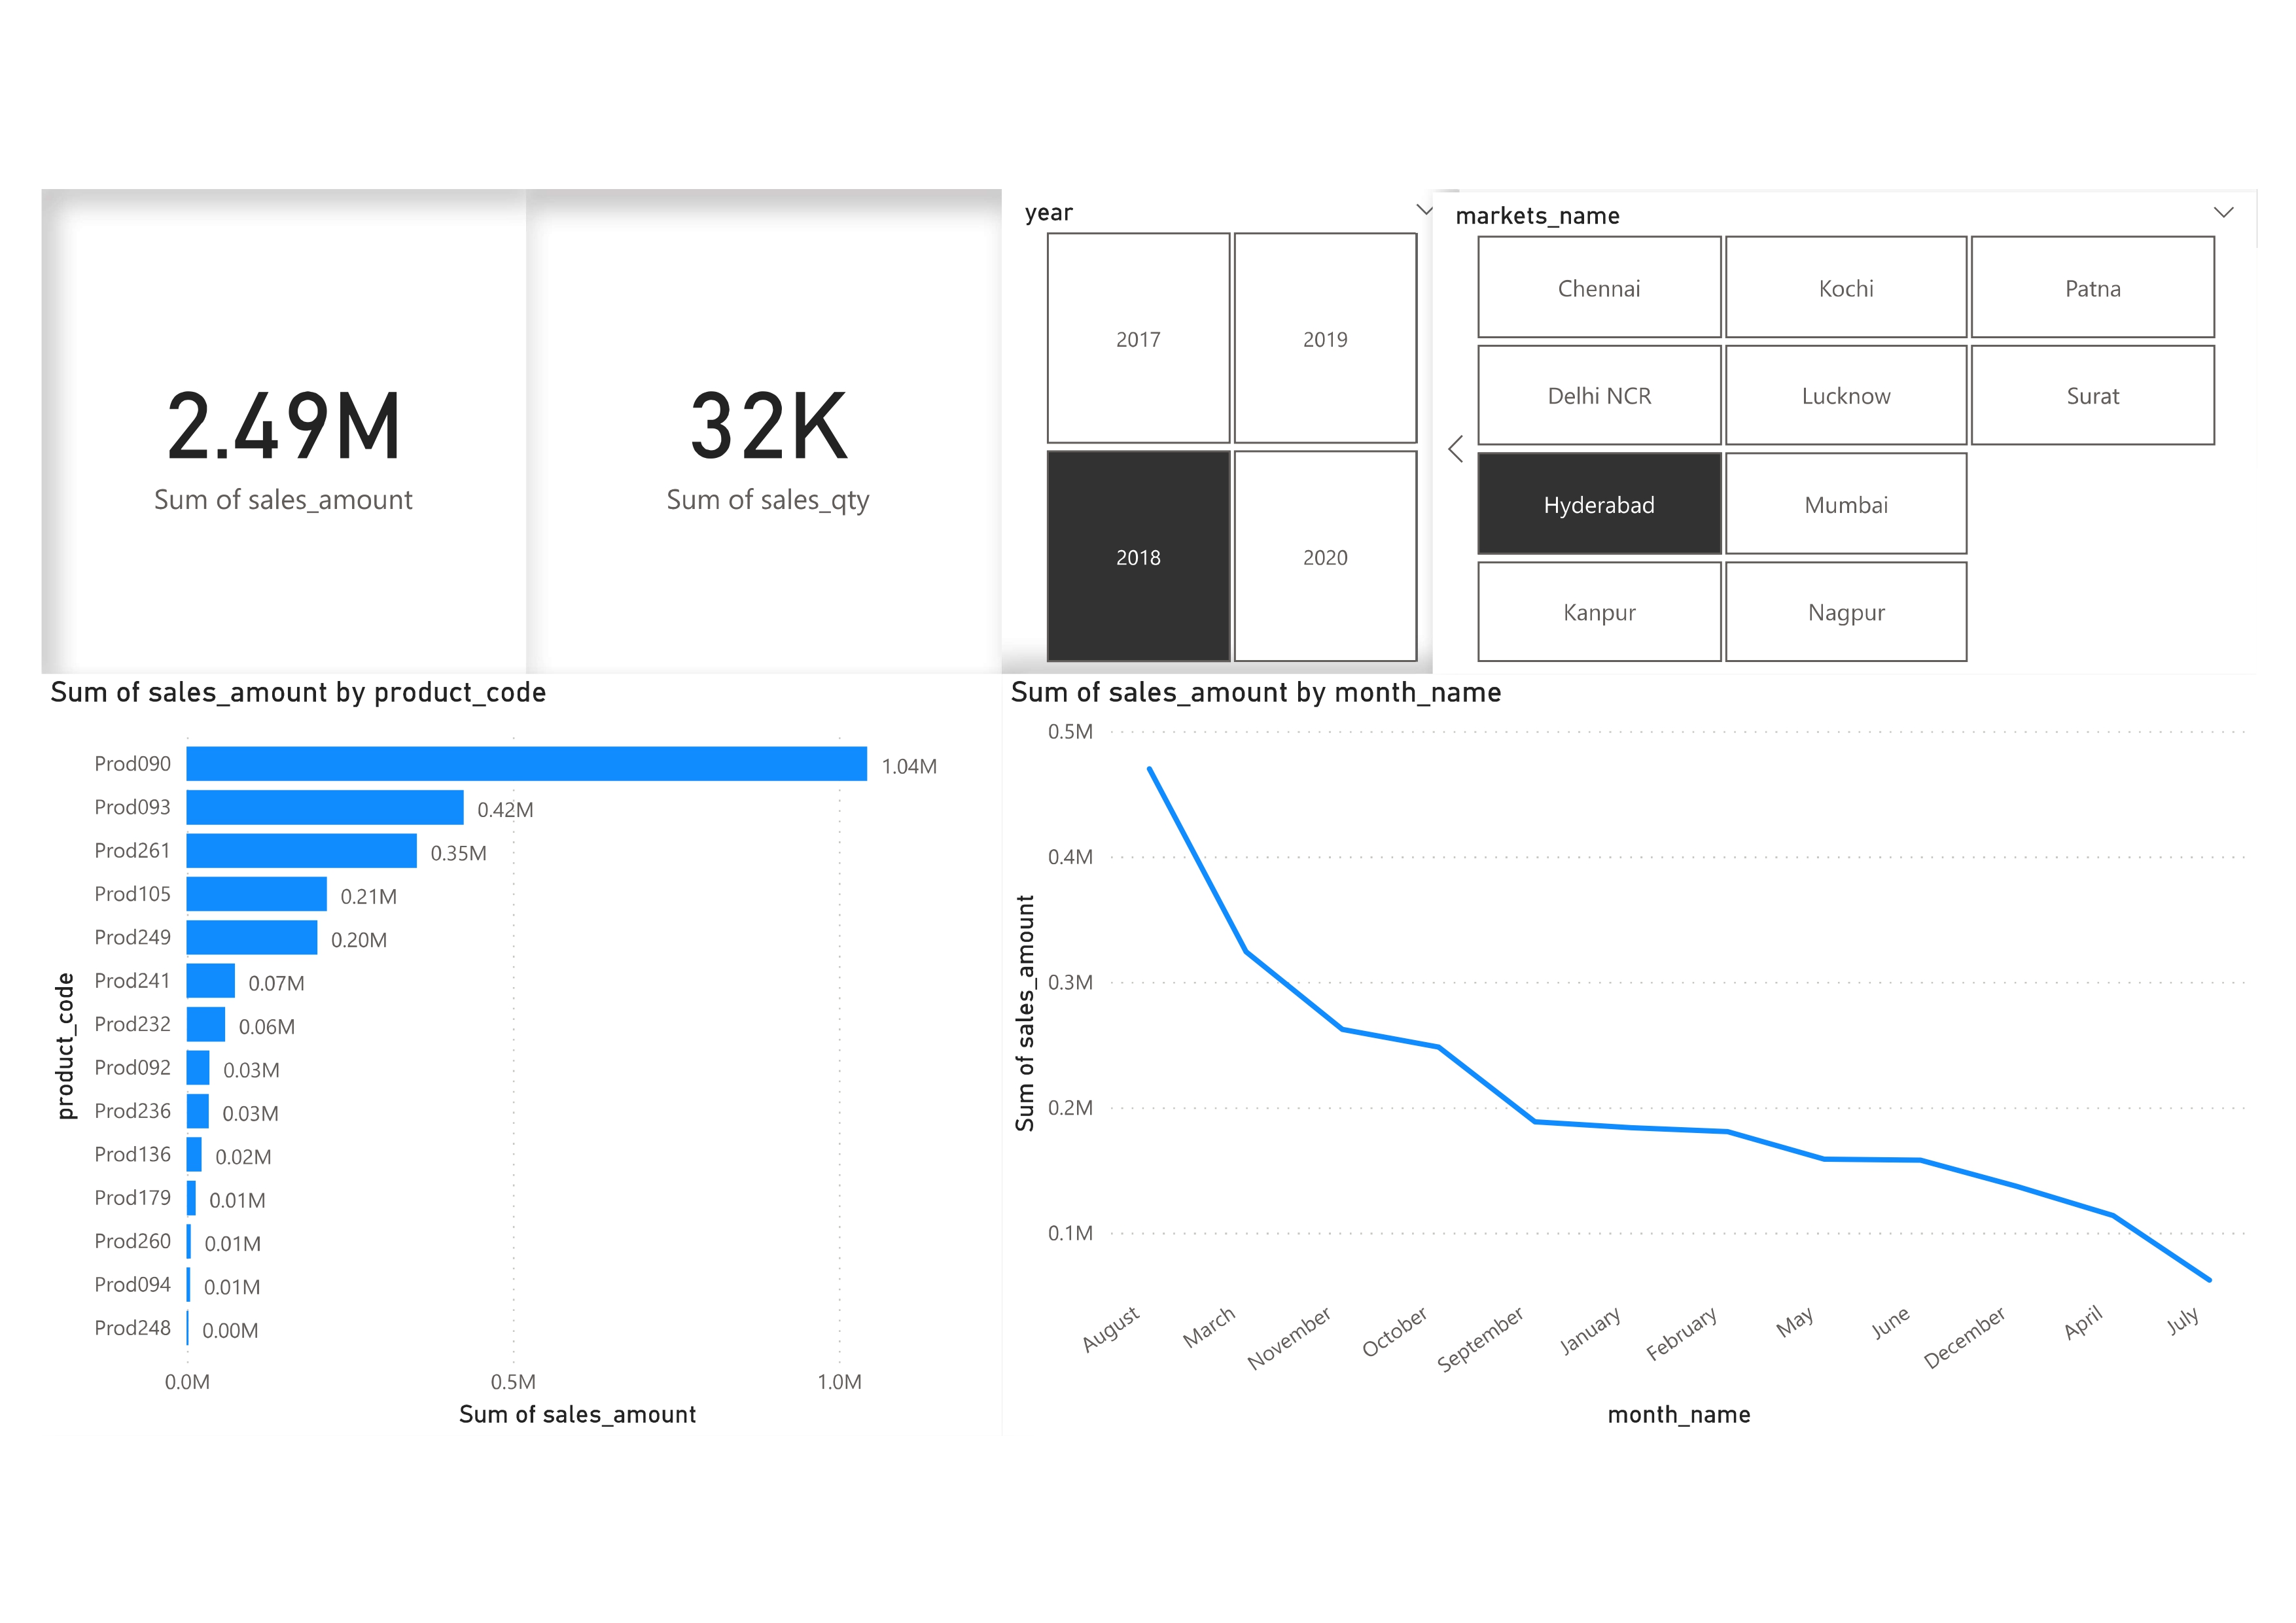 2.49M
Sum of sales_amount
32K
Sum of sales_qty
year
2017
2019
2018
2020
markets_name
Chennai
Kochi
Patna
Delhi NCR
Lucknow
Surat
Hyderabad
Mumbai
Kanpur
Nagpur
Sum of sales_amount by product_code
product_code
Prod090 1.04M
Prod093 0.42M
Prod261 0.35M
Prod105 0.21M
Prod249 0.20M
Prod241 0.07M
Prod232 0.06M
Prod092 0.03M
Prod236 0.03M
Prod136 0.02M
Prod179 0.01M
Prod260 0.01M
Prod094 0.01M
Prod248 0.00M
0.0M 0.5M 1.0M
Sum of sales_amount
Sum of sales_amount by month_name
Sum of sales_amount
0.5M
0.4M
0.3M
0.2M
0.1M
August March November October September January February May June December April July
month_name